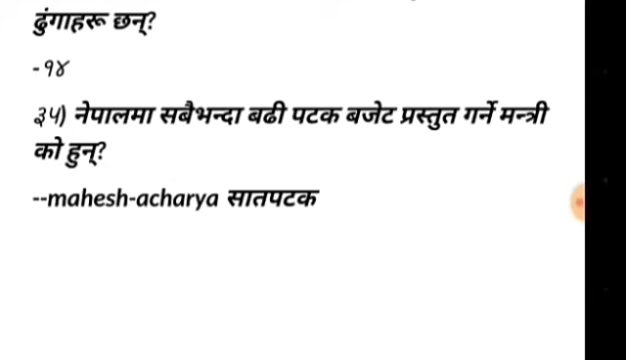 ढुंगाहरू छन्?
-१४
३५) नेपालमा सबैभन्दा बढी पटक बजेट प्रस्तुत गर्ने मन्त्री
को हुन्?
--mahesh-acharya सातपटक